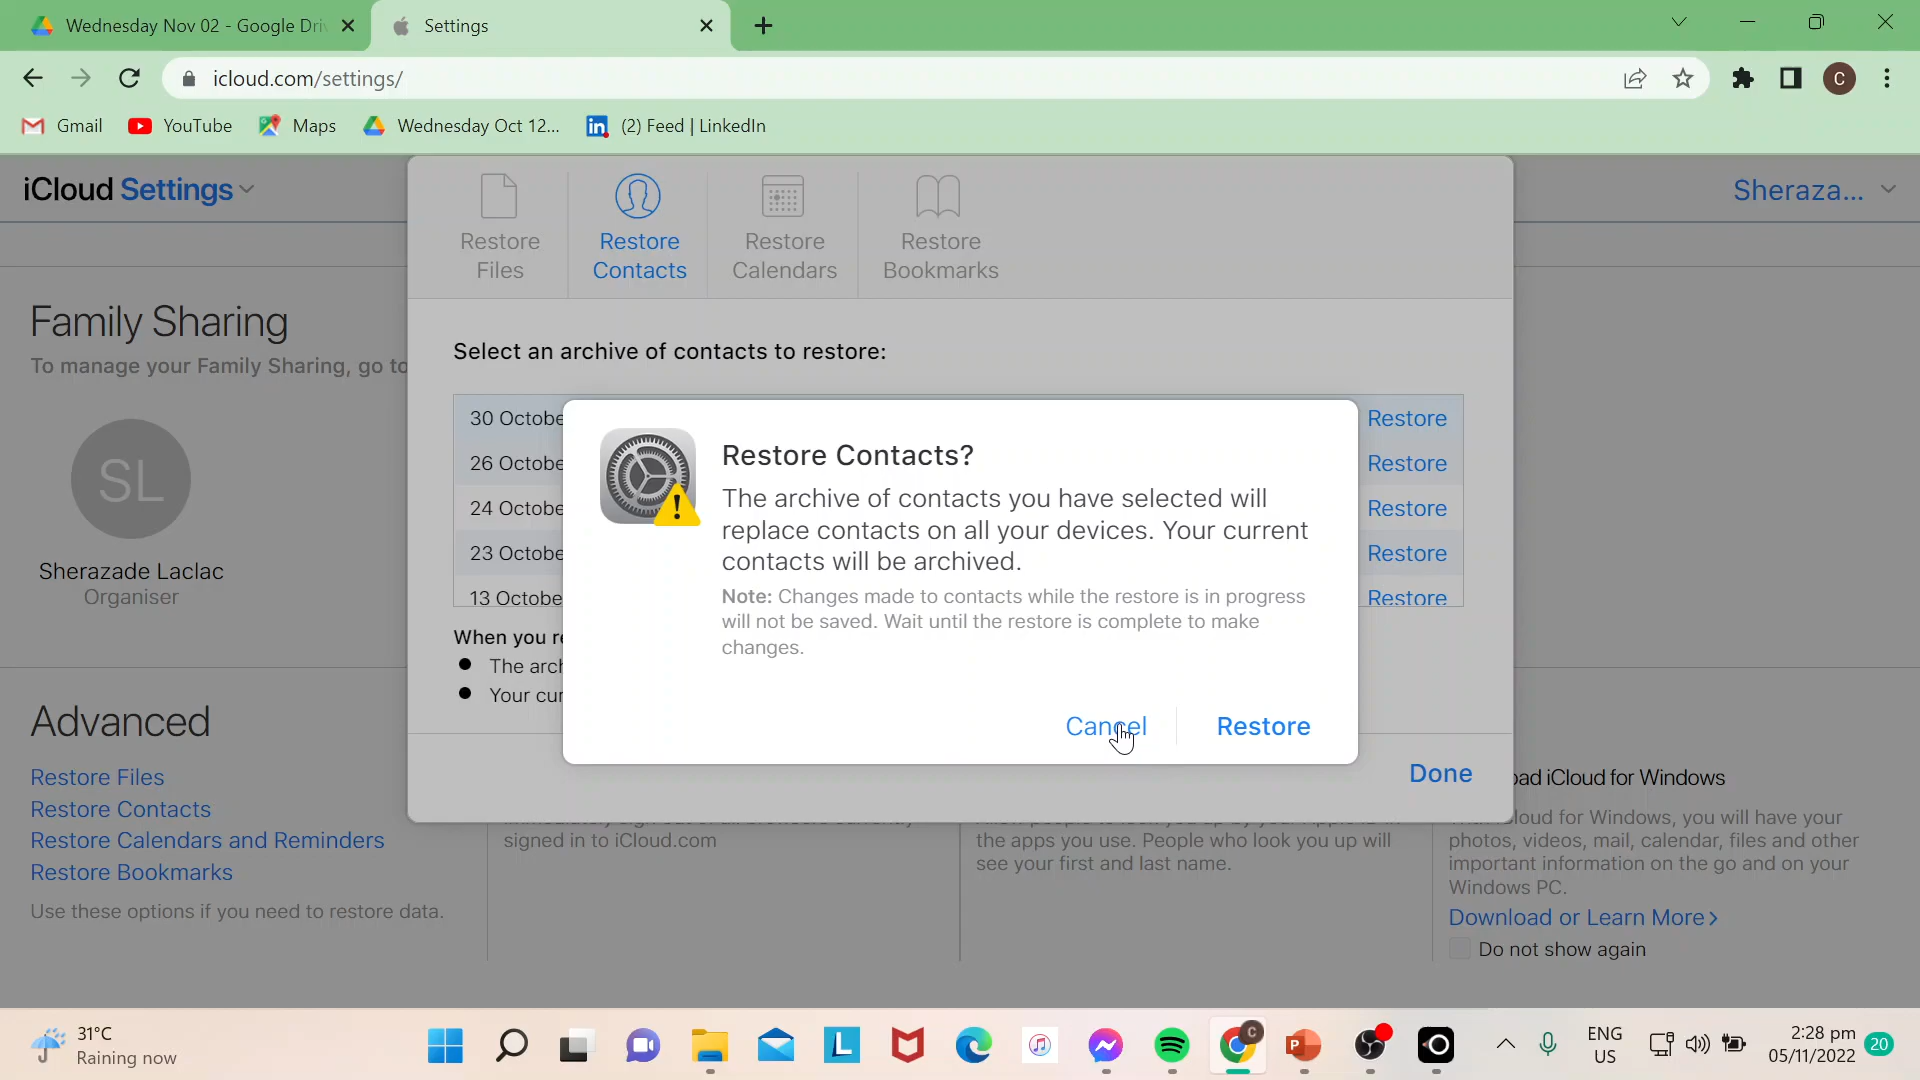 Wednesday Nov 02 - Google Dri
Settings
icloud.com/settings/
C
Gmail
YouTube
Maps
Wednesday Oct 12...
(2) Feed | LinkedIn
iCloud Settings
Sheraza...
Restore Files
Restore Contacts
Restore Calendars
Restore Bookmarks
Family Sharing
To manage your Family Sharing, go to
SL
Sherazade Laclac
Organiser
Select an archive of contacts to restore:
30 Octobe
Restore
26 Octobe
Restore
24 Octobe
Restore
23 Octobe
Restore
13 Octobe
Restore
When you re
The arch
Your cur
Restore Contacts?
The archive of contacts you have selected will
replace contacts on all your devices. Your current
contacts will be archived.
Note: Changes made to contacts while the restore is in progress
will not be saved. Wait until the restore is complete to make
changes.
Cancel
Restore
Done
Advanced
Restore Files
Restore Contacts
Restore Calendars and Reminders
Restore Bookmarks
Use these options if you need to restore data.
signed in to iCloud.com
the apps you use. People who look you up will
see your first and last name.
oad iCloud for Windows
loud for Windows, you will have your
photos, videos, mail, calendar, files and other
important information on the go and on your
Windows PC.
Download or Learn More
Do not show again
31°C
Raining now
L
C
P
ENG
US
2:28 pm
05/11/2022
20